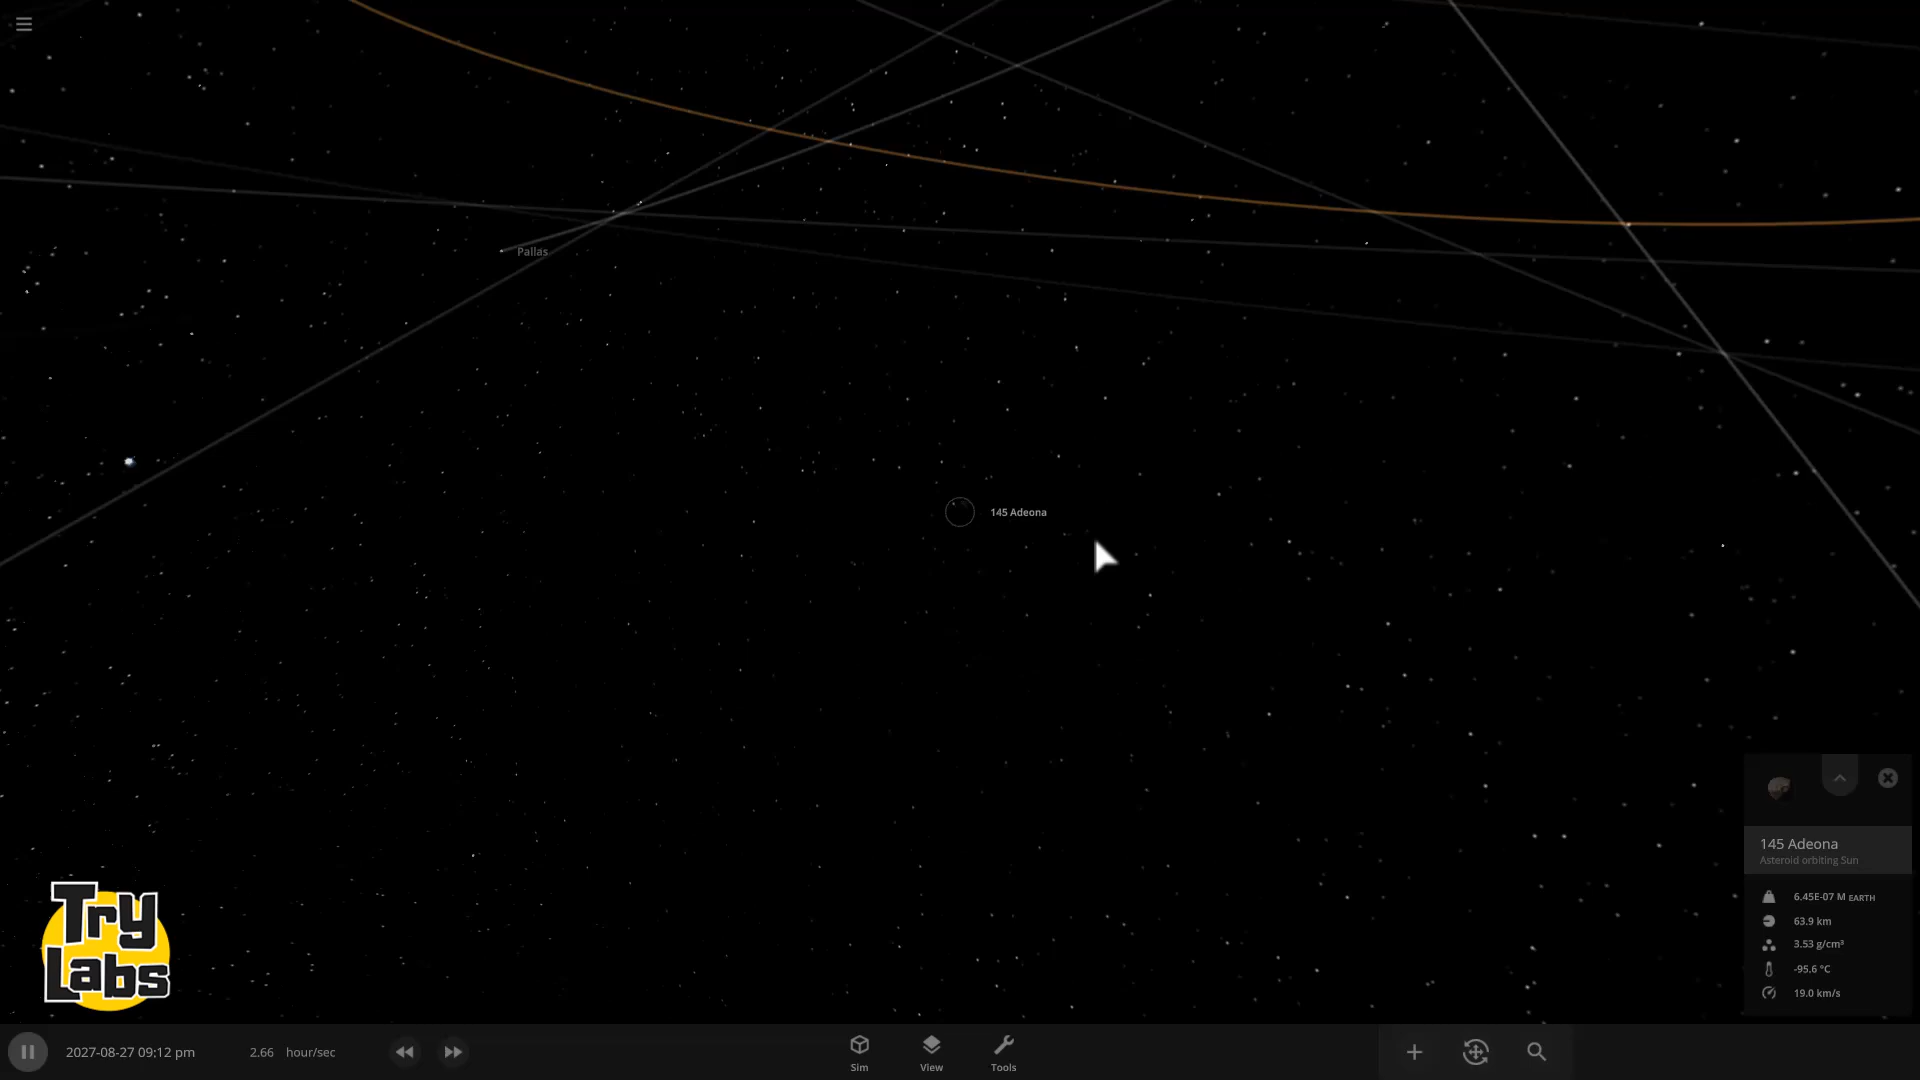 Pallas
145 Adeona
145 Adeona
Asteroid orbiting Sun
6.45E-07 M EARTH
63.9 km
3.53 g/cm³
-95.6 °C
19.0 km/s
Try
Labs
2027-08-27 09:12 pm
2.66 hour/sec
Sim
View
Tools